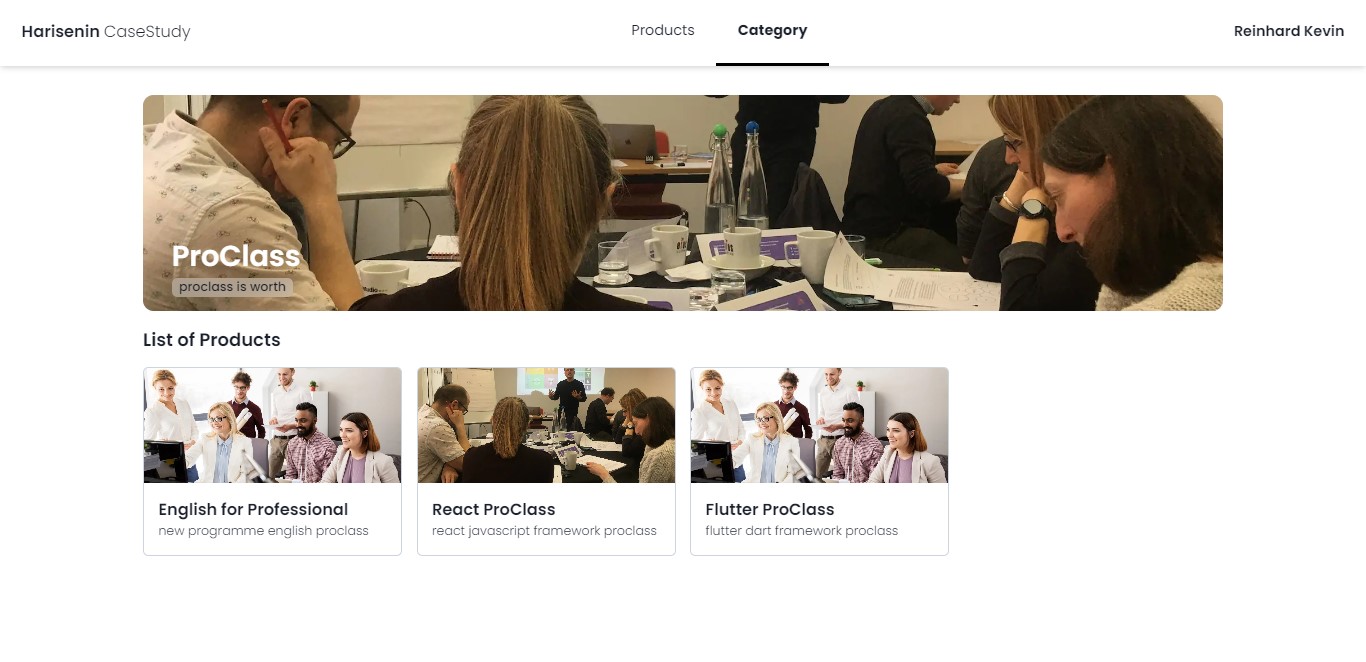 Harisenin CaseStudy
Products
Category
Reinhard Kevin
ProClass
proclass is worth
List of Products
English for Professional
new programme english proclass
React ProClass
react javascript framework proclass
Flutter ProClass
flutter dart framework proclass